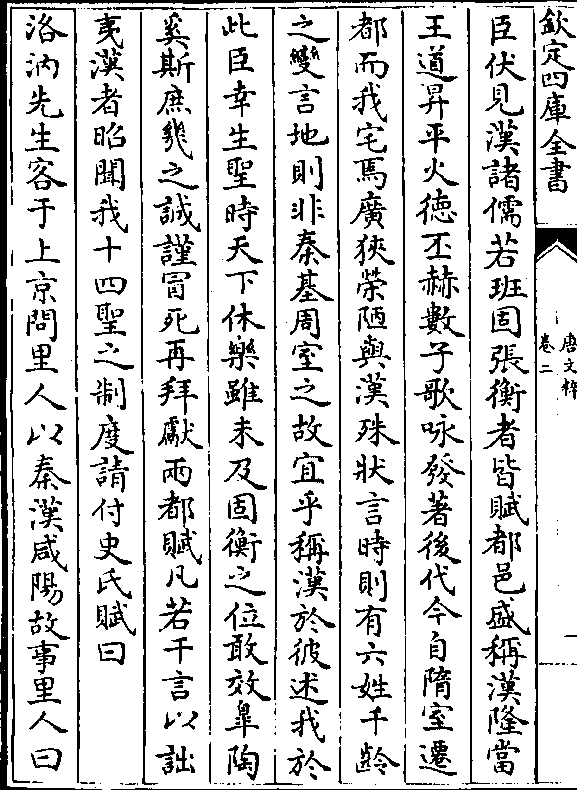 欽定四庫全書
唐文粹
卷二
一
臣伏見漢諸儒若班固張衡者皆賦都邑盛稱漢隆當
王道昇平火徳丕赫數子歌咏發著後代今自隋室遷
都而我宅焉廣狹榮陋與漢殊狀言時則有六姓千齡
之變言地則非秦基周室之故宜乎稱漢於彼述我於
此臣幸生聖時天下休樂雖未及固衡之位敢效臯陶
奚斯庶㡬之誠謹冒死再拜獻兩都賦凡若干言以詘
夷漢者昭聞我十四聖之制度請付史氏賦曰
洛汭先生客于上京問里人以秦漢咸陽故事里人曰